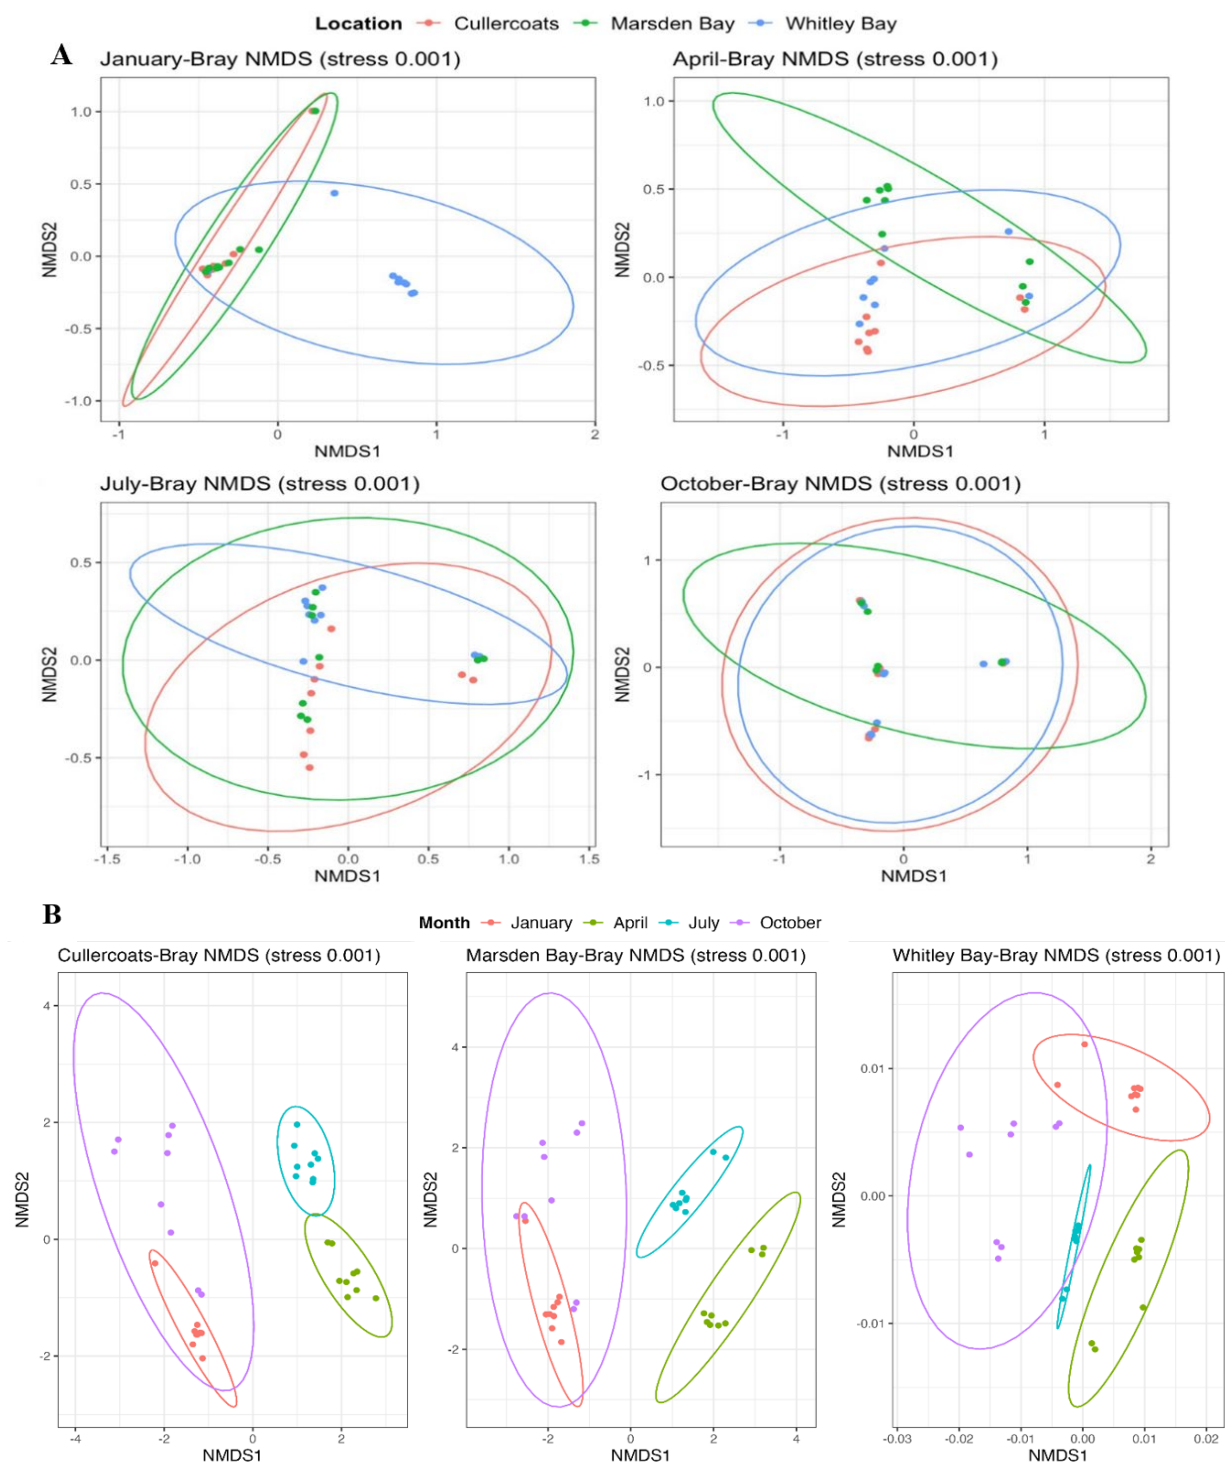 Location Cullercoats Marsden Bay Whitley Bay
A
January-Bray NMDS (stress 0.001)
April-Bray NMDS (stress 0.001)
NMDS2
1.0
0.5
0.0
-0.5
-1.0
-1 0 1 2
NMDS1
NMDS2
1.0
0.5
0.0
-0.5
-1 0 1
NMDS1
July-Bray NMDS (stress 0.001)
October-Bray NMDS (stress 0.001)
NMDS2
0.5
0.0
-0.5
-1.5 -1.0 -0.5 0.0 0.5 1.0 1.5
NMDS1
NMDS2
1
0
-1
-1 0 1 2
NMDS1
B
Month January April July October
Cullercoats-Bray NMDS (stress 0.001)
Marsden Bay-Bray NMDS (stress 0.001)
Whitley Bay-Bray NMDS (stress 0.001)
NMDS2
4
2
0
-2
-4 -2 0 2
NMDS1
NMDS2
4
2
0
-2
-2 0 2 4
NMDS1
NMDS2
0.01
0.00
-0.01
-0.03 -0.02 -0.01 0.00 0.01 0.02
NMDS1